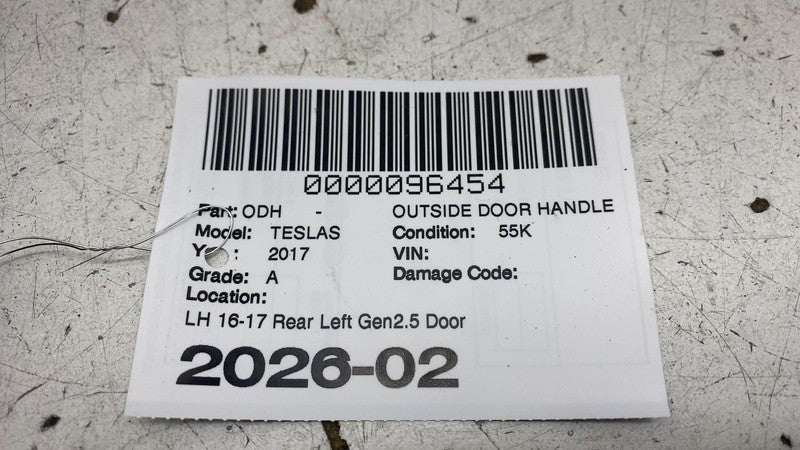 0000096454
Part: ODH - OUTSIDE DOOR HANDLE
Model: TESLAS Condition: 55K
Ye : 2017 VIN:
Grade: A Damage Code:
Location:
LH 16-17 Rear Left Gen2.5 Door
2026-02